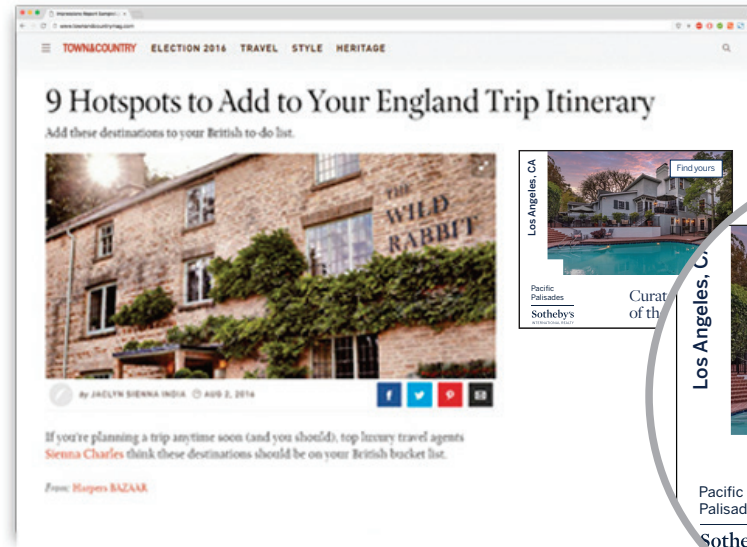 www.townandcountrymag.com
TOWN&COUNTRY ELECTION 2016 TRAVEL STYLE HERITAGE
9 Hotspots to Add to Your England Trip Itinerary
Add these destinations to your British to-do list.
THE
WILD
RABBIT
By JACLYN SIENNA INDIA AUG 2, 2016
If you're planning a trip anytime soon (and you should), top luxury travel agents
Sienna Charles think these destinations should be on your British bucket list.
From: Harpers BAZAAR
Los Angeles, CA
Find yours
Pacific
Palisades
Sotheby's
INTERNATIONAL REALTY
Curat
of th
Los Angeles, C
Pacific
Palisad
Sothe